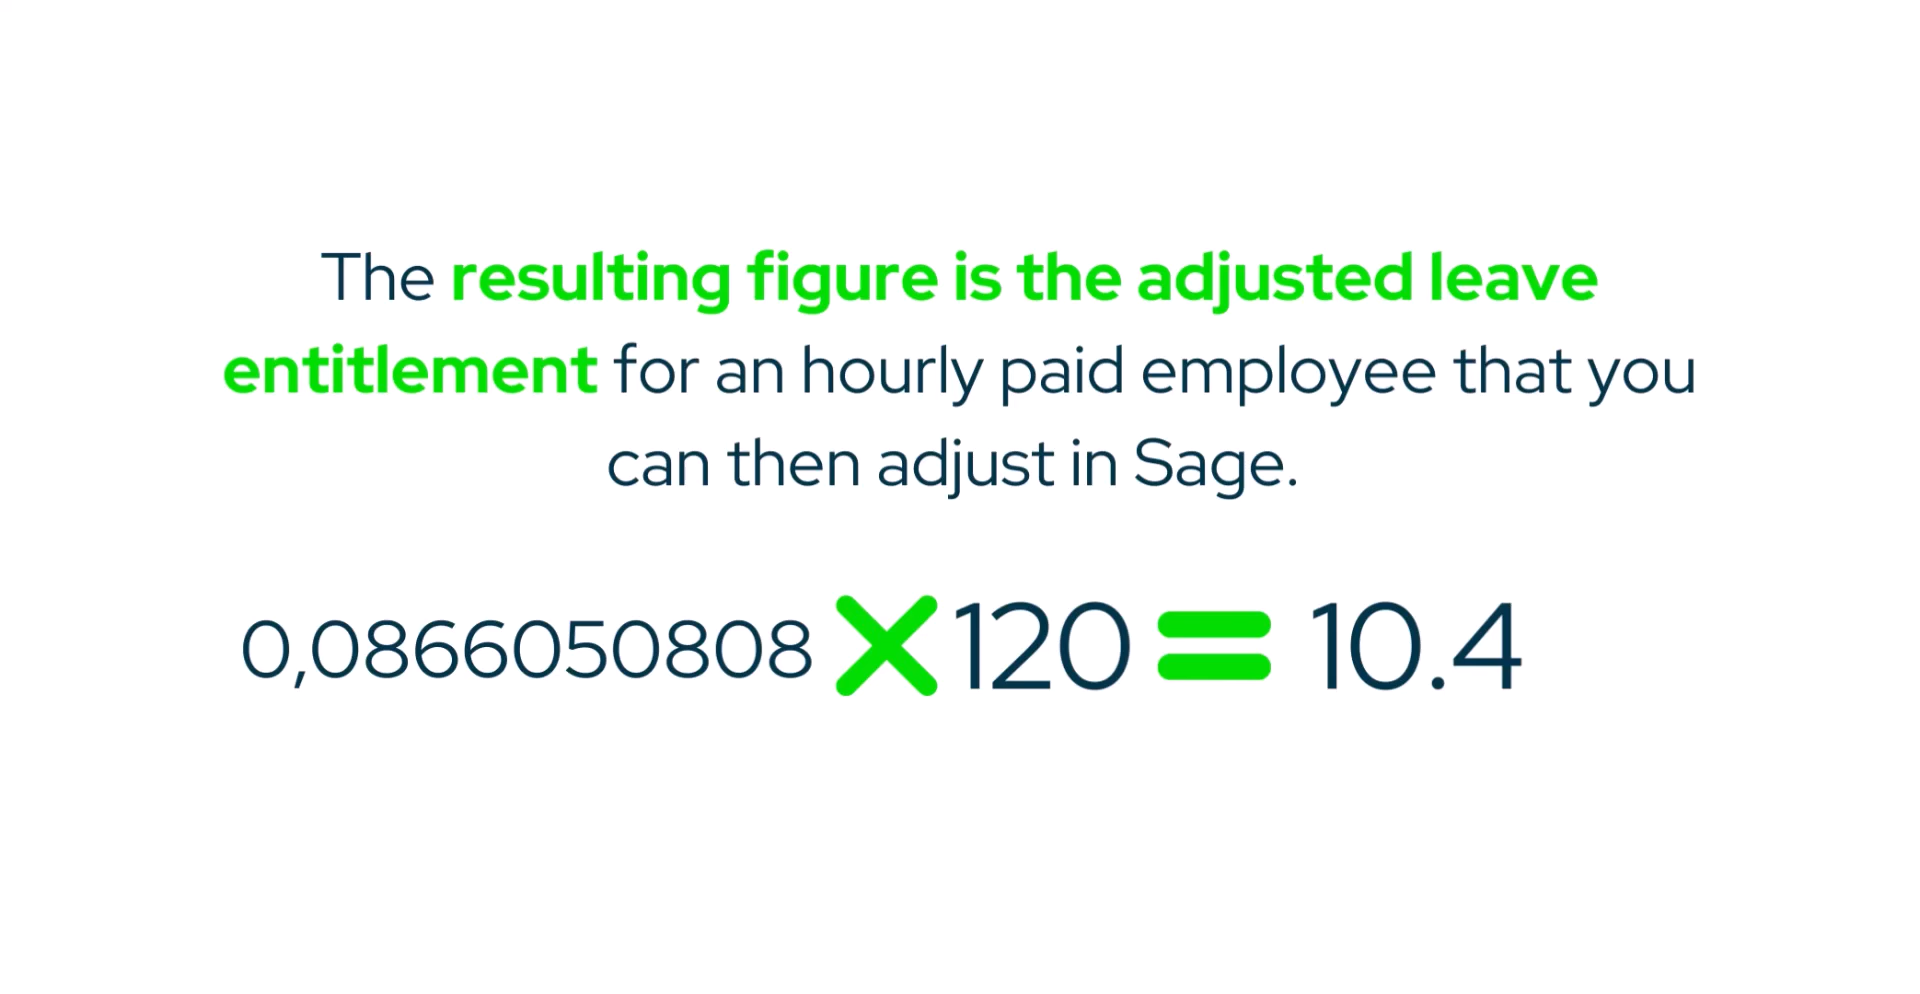 The resulting figure is the adjusted leave
entitlement for an hourly paid employee that you
can then adjust in Sage.
0,0866050808 × 120 = 10.4